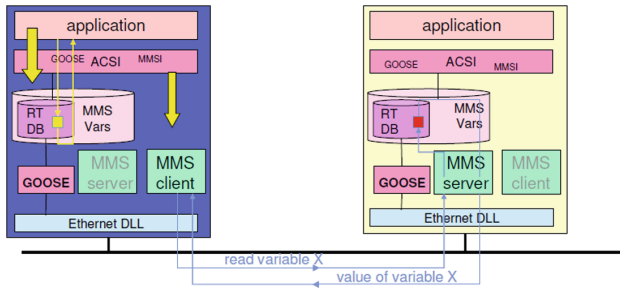 application
GOOSE ACSI MMSI
RT
DB
MMS
Vars
GOOSE
MMS
server
MMS
client
Ethernet DLL
application
GOOSE ACSI MMSI
RT
DB
MMS
Vars
GOOSE
MMS
server
MMS
client
Ethernet DLL
read variable X
value of variable X